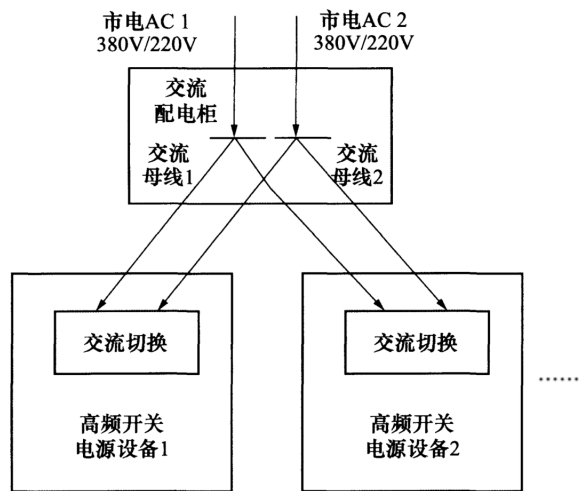 市电AC 1
380V/220V
市电AC 2
380V/220V
交流
配电柜
交流
母线1
交流
母线2
交流切换
高频开关
电源设备1
交流切换
高频开关
电源设备2
……